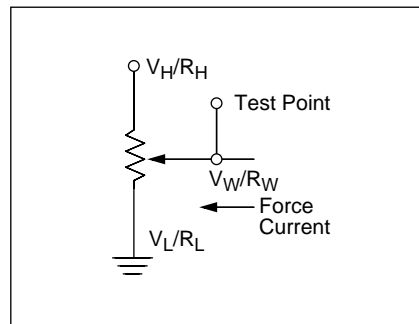 VH/RH
Test Point
VW/RW
Force
Current
VL/RL